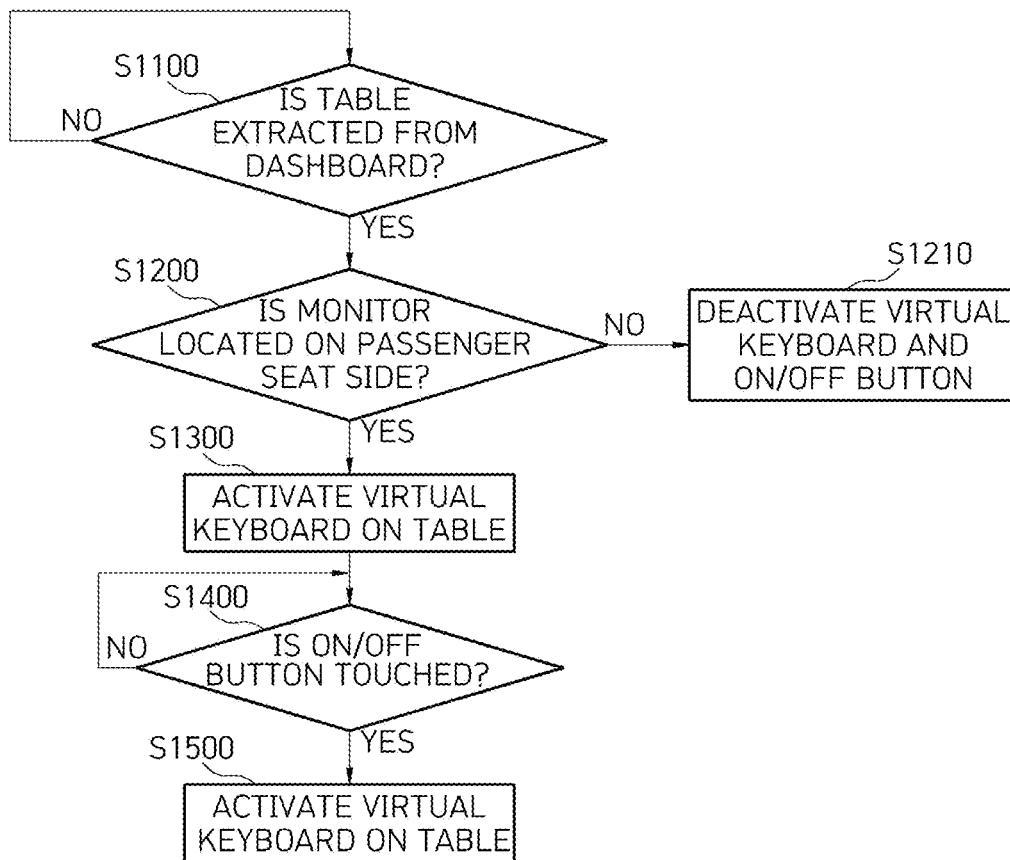 S1100
IS TABLE
EXTRACTED FROM
DASHBOARD?
NO
YES
S1200
IS MONITOR
LOCATED ON PASSENGER
SEAT SIDE?
NO
S1210
DEACTIVATE VIRTUAL
KEYBOARD AND
ON/OFF BUTTON
YES
S1300
ACTIVATE VIRTUAL
KEYBOARD ON TABLE
S1400
IS ON/OFF
BUTTON TOUCHED?
NO
YES
S1500
ACTIVATE VIRTUAL
KEYBOARD ON TABLE